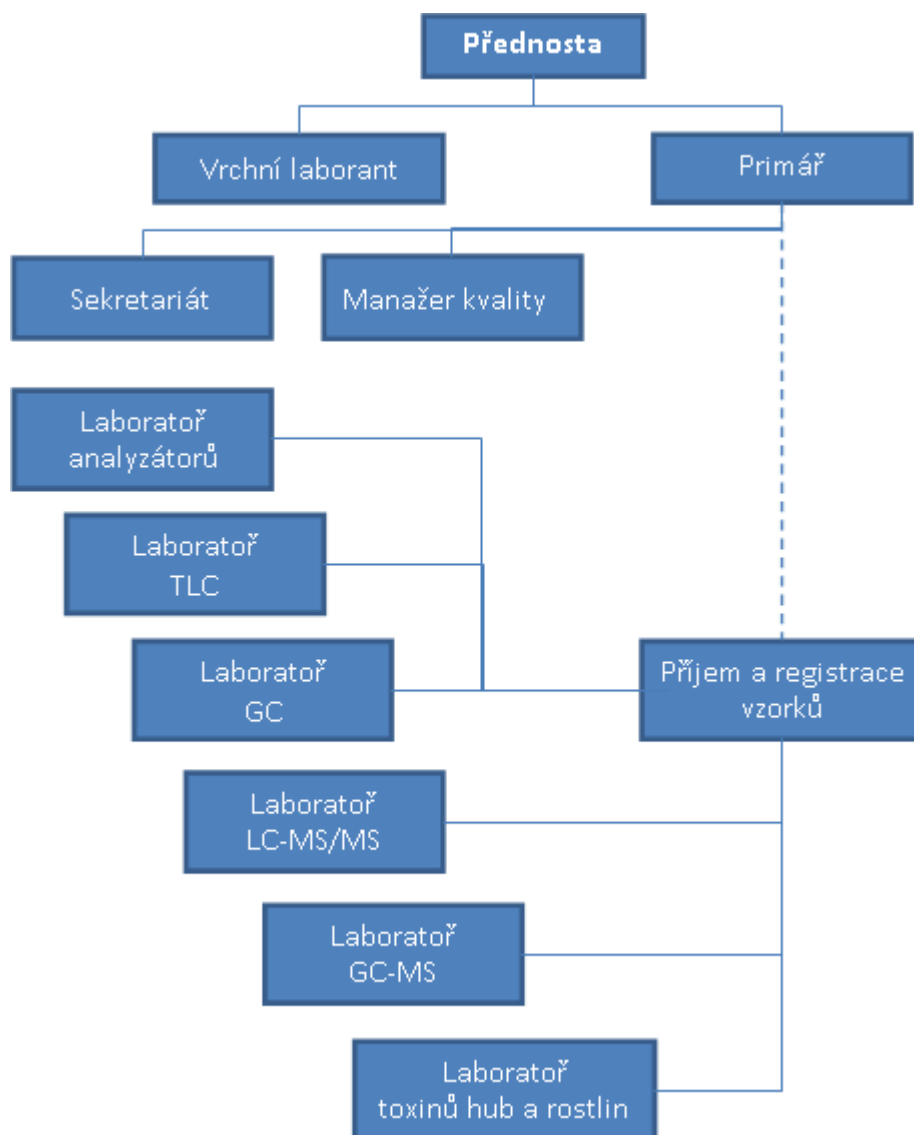 Přednosta
Vrchní laborant
Primář
Sekretariát
Manažer kvality
Laboratoř
analyzátorů
Laboratoř
TLC
Laboratoř
GC
Příjem a registrace
vzorků
Laboratoř
LC-MS/MS
Laboratoř
GC-MS
Laboratoř
toxinů hub a rostlin